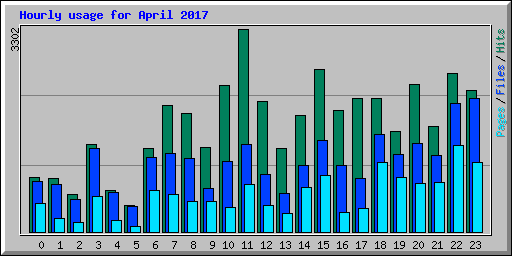 Hourly usage for April 2017
3302
Pages/Files/Hits
0 1 2 3 4 5 6 7 8 9 10 11 12 13 14 15 16 17 18 19 20 21 22 23